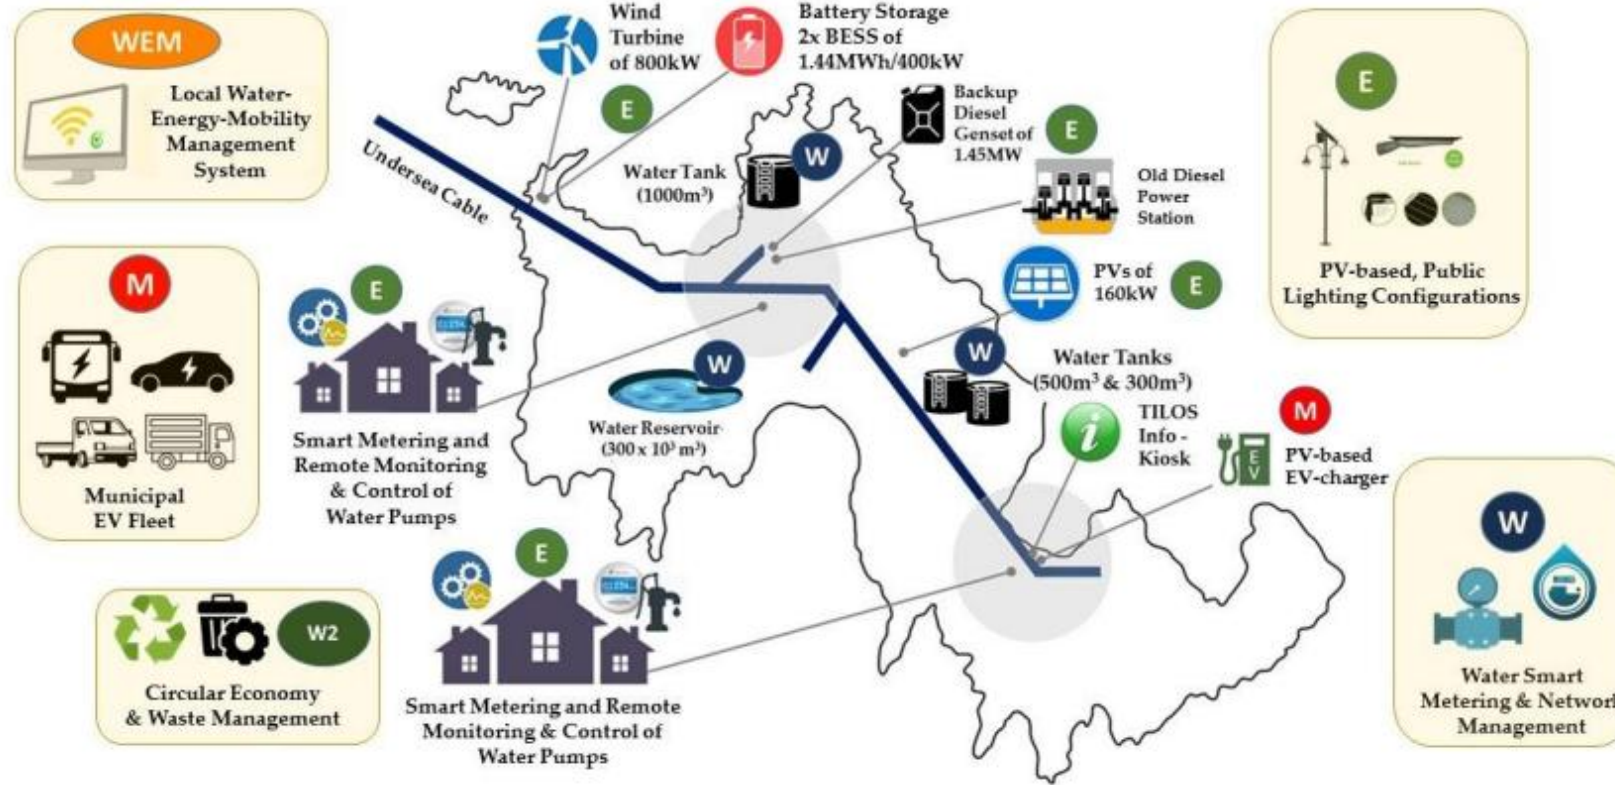 WEM
Local Water-
Energy-Mobility
Management
System
Wind
Turbine
of 800kW
Battery Storage
2x BESS of
1.44MWh/400kW
E
Undersea Cable
Water Tank
(1000m³)
W
Backup
Diesel
Genset of
1.45MW
E
Old Diesel
Power
Station
E
PV-based, Public
Lighting Configurations
M
Municipal
EV Fleet
E
Smart Metering and
Remote Monitoring
& Control of
Water Pumps
W
Water Reservoir
(300 x 10³ m³)
PVs of
160kW
E
W
Water Tanks
(500m³ & 300m³)
i
TILOS
Info -
Kiosk
M
EV
PV-based
EV-charger
W
Water Smart
Metering & Network
Management
W2
Circular Economy
& Waste Management
E
Smart Metering and Remote
Monitoring & Control of
Water Pumps